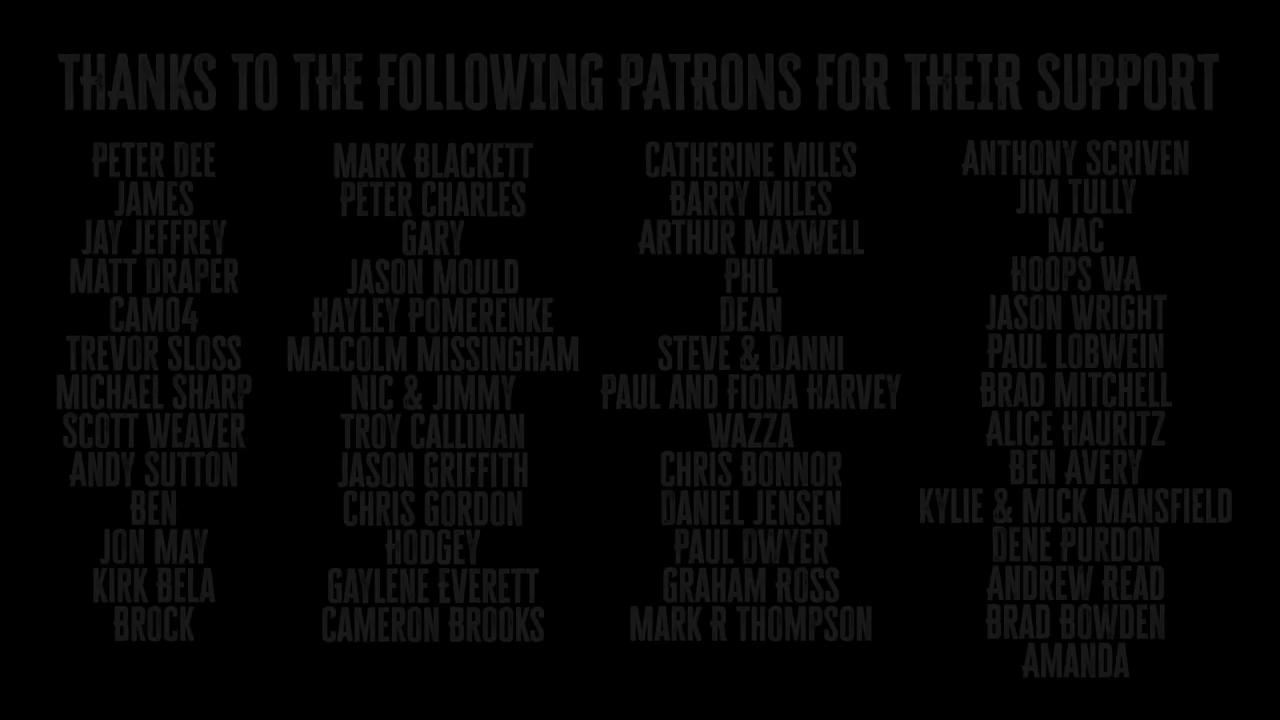 THANKS TO THE FOLLOWING PATRONS FOR THEIR SUPPORT
PETER DEE
JAMES
JAY JEFFREY
MATT DRAPER
CAM04
TREVOR SLOSS
MICHAEL SHARP
SCOTT WEAVER
ANDY SUTTON
BEN
JON MAY
KIRK BELA
BROCK
MARK BLACKETT
PETER CHARLES
GARY
JASON MOULD
HAYLEY POMERENKE
MALCOLM MISSINGHAM
NIC & JIMMY
TROY CALLINAN
JASON GRIFFITH
CHRIS GORDON
HODGEY
GAYLENE EVERETT
CAMERON BROOKS
CATHERINE MILES
BARRY MILES
ARTHUR MAXWELL
PHIL
DEAN
STEVE & DANNI
PAUL AND FIONA HARVEY
WAZZA
CHRIS BONNOR
DANIEL JENSEN
PAUL DWYER
GRAHAM ROSS
MARK R THOMPSON
ANTHONY SCRIVEN
JIM TULLY
MAC
HOOPS WA
JASON WRIGHT
PAUL LOBWEIN
BRAD MITCHELL
ALICE HAURITZ
BEN AVERY
KYLIE & MICK MANSFIELD
DENE PURDON
ANDREW READ
BRAD BOWDEN
AMANDA